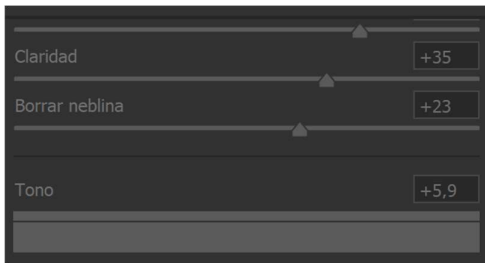 Claridad +35
Borrar neblina +23
Tono +5,9